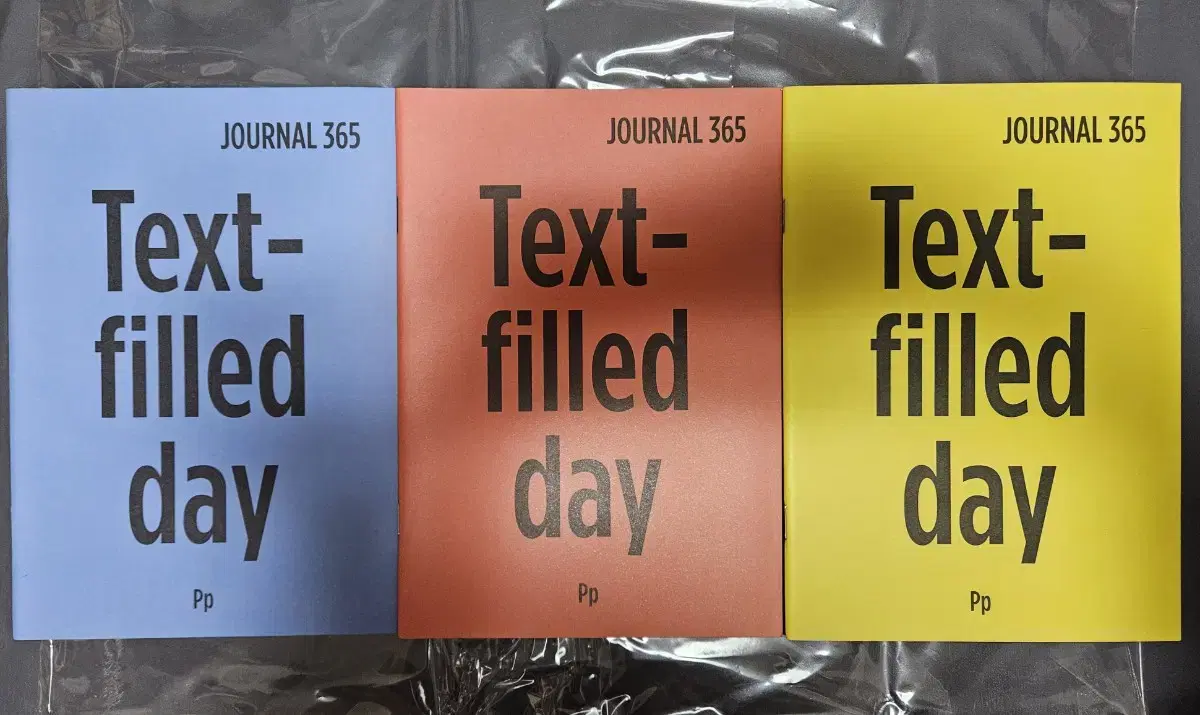 JOURNAL 365
Text-
filled
day
Pp
JOURNAL 365
Text-
filled
day
Pp
JOURNAL 365
Text-
filled
day
Pp